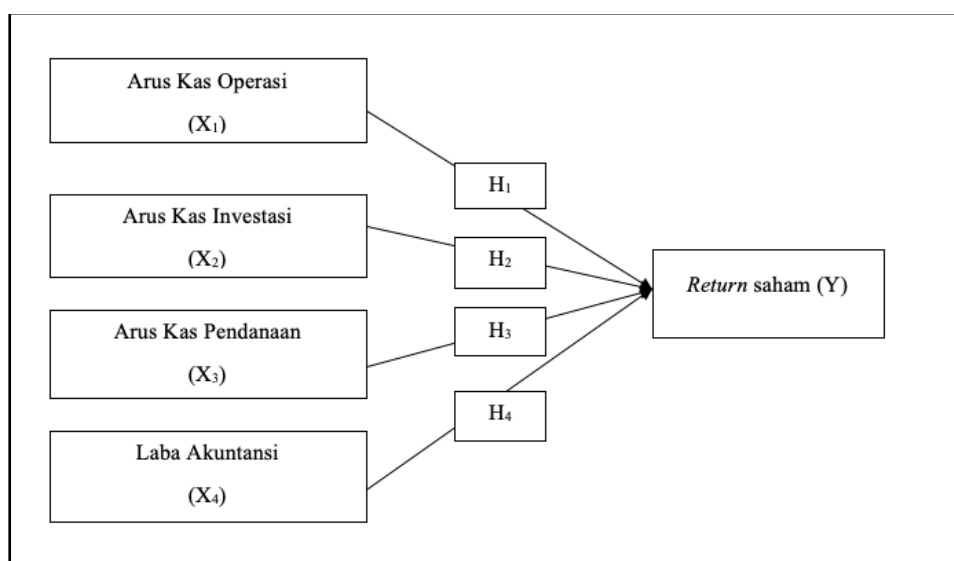 Arus Kas Operasi
(X₁)
H₁
Arus Kas Investasi
(X₂)
H₂
Return saham (Y)
Arus Kas Pendanaan
(X₃)
H₃
Laba Akuntansi
(X₄)
H₄